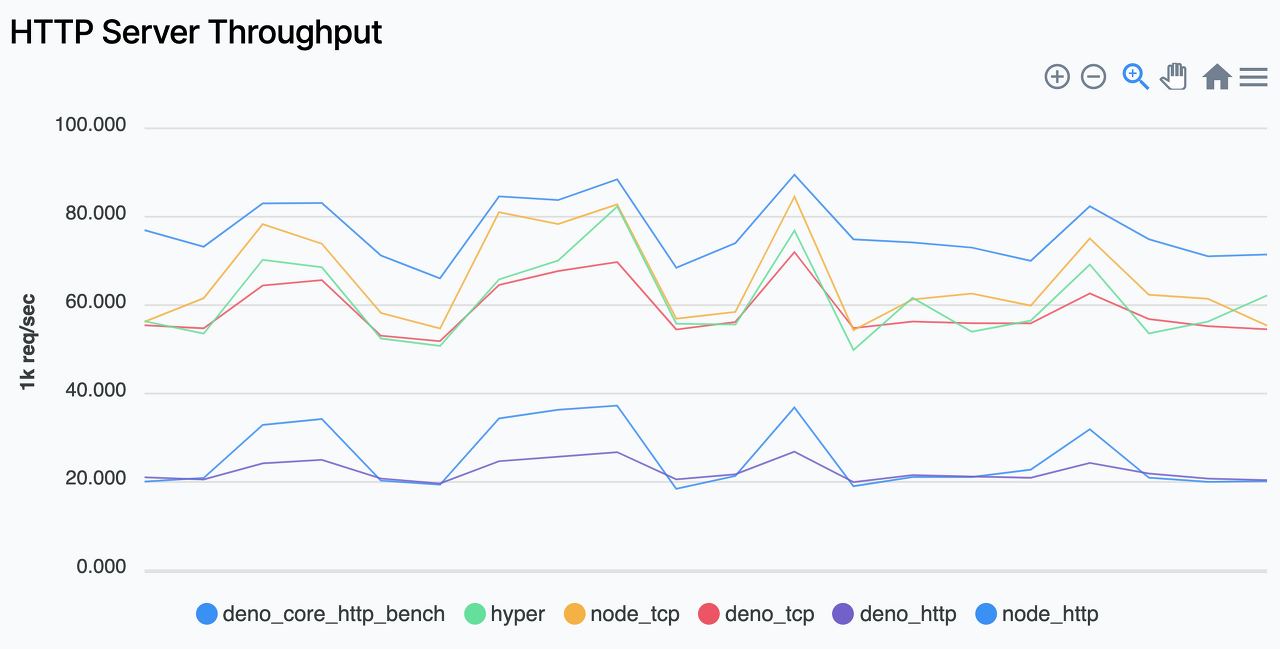 HTTP Server Throughput
100.000
80.000
60.000
40.000
20.000
0.000
1k req/sec
deno_core_http_bench hyper node_tcp deno_tcp deno_http node_http